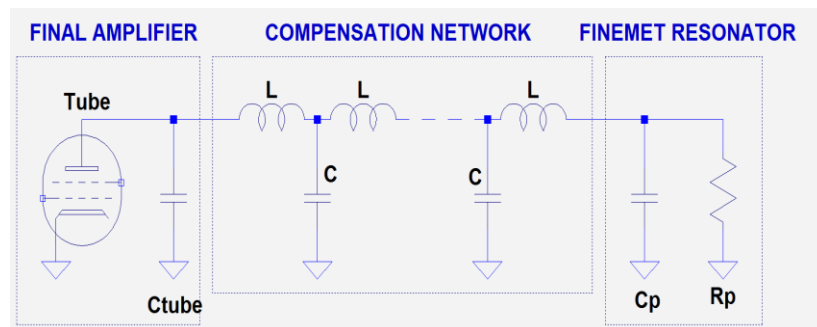 FINAL AMPLIFIER
COMPENSATION NETWORK
FINEMET RESONATOR
Tube
L
L
L
C
C
Ctube
Cp
Rp